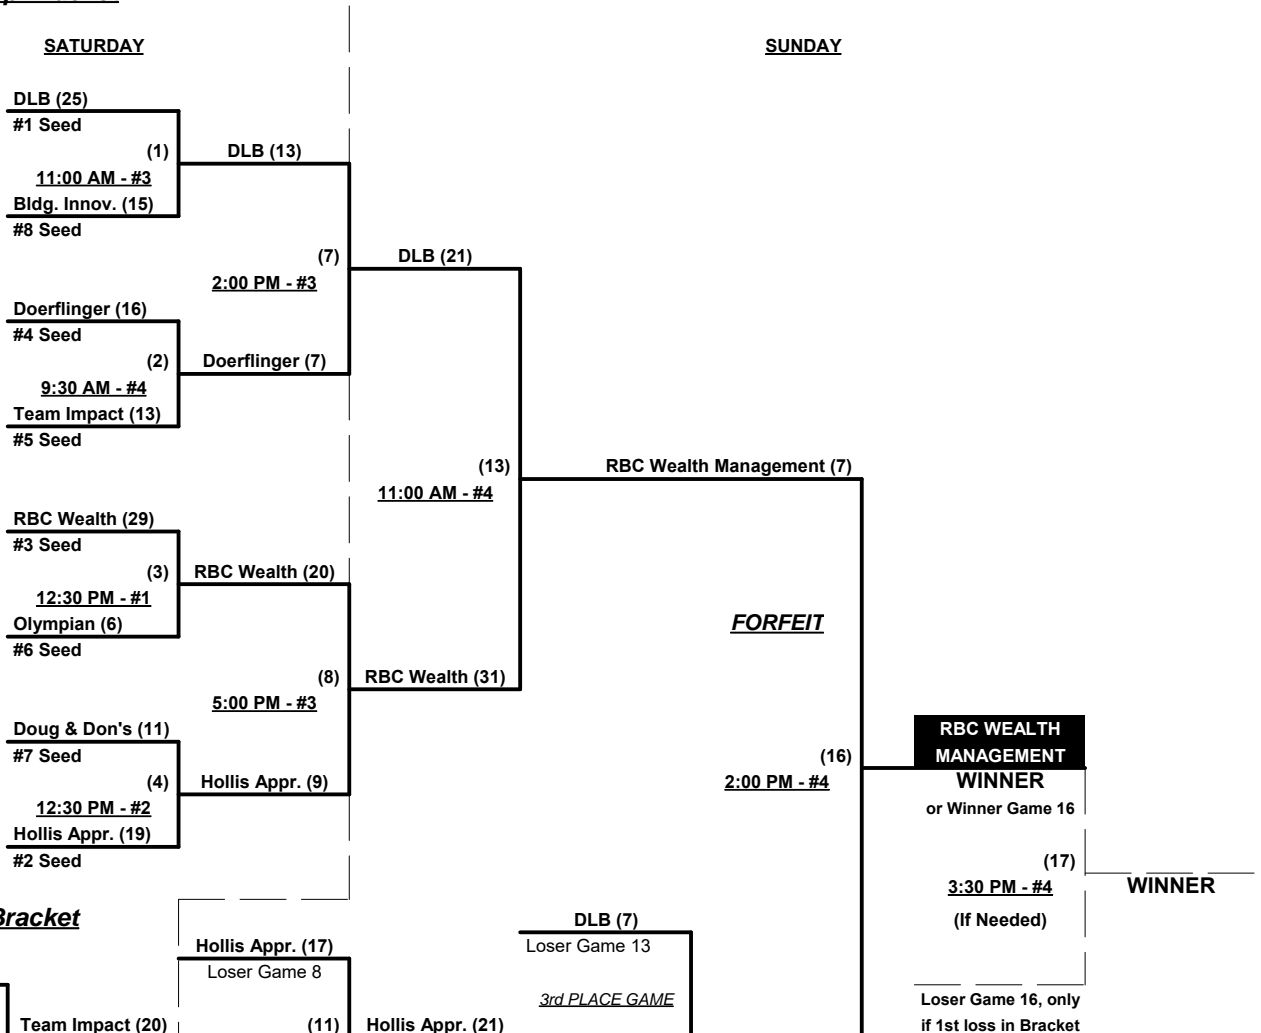 SATURDAY
SUNDAY
DLB (25)
#1 Seed
(1)
DLB (13)
11:00 AM - #3
Bldg. Innov. (15)
#8 Seed
(7)
DLB (21)
2:00 PM - #3
Doerflinger (16)
#4 Seed
(2)
Doerflinger (7)
9:30 AM - #4
Team Impact (13)
#5 Seed
(13)
RBC Wealth Management (7)
11:00 AM - #4
RBC Wealth (29)
#3 Seed
(3)
RBC Wealth (20)
12:30 PM - #1
Olympian (6)
#6 Seed
FORFEIT
(8)
RBC Wealth (31)
5:00 PM - #3
Doug & Don's (11)
#7 Seed
(4)
Hollis Appr. (9)
12:30 PM - #2
Hollis Appr. (19)
#2 Seed
(16)
2:00 PM - #4
RBC WEALTH
MANAGEMENT
WINNER
or Winner Game 16
(17)
3:30 PM - #4
WINNER
(If Needed)
Bracket
DLB (7)
Hollis Appr. (17)
Loser Game 13
Loser Game 8
3rd PLACE GAME
Loser Game 16, only
if 1st loss in Bracket
Team Impact (20)
(11)
Hollis Appr. (21)